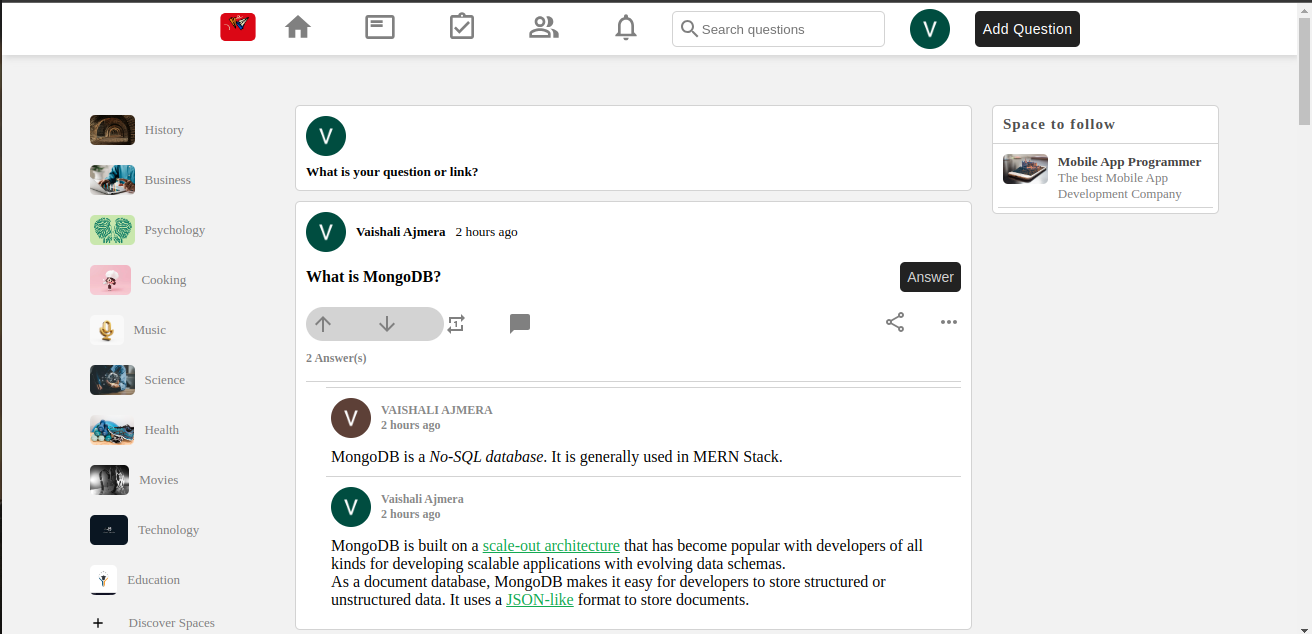 Search questions
V
Add Question
History
Business
Psychology
Cooking
Music
Science
Health
Movies
Technology
Education
Discover Spaces
V
What is your question or link?
V
Vaishali Ajmera 2 hours ago
What is MongoDB?
Answer
1
2 Answer(s)
V
VAISHALI AJMERA
2 hours ago
MongoDB is a No-SQL database. It is generally used in MERN Stack.
V
Vaishali Ajmera
2 hours ago
MongoDB is built on a scale-out architecture that has become popular with developers of all
kinds for developing scalable applications with evolving data schemas.
As a document database, MongoDB makes it easy for developers to store structured or
unstructured data. It uses a JSON-like format to store documents.
Space to follow
Mobile App Programmer
The best Mobile App
Development Company